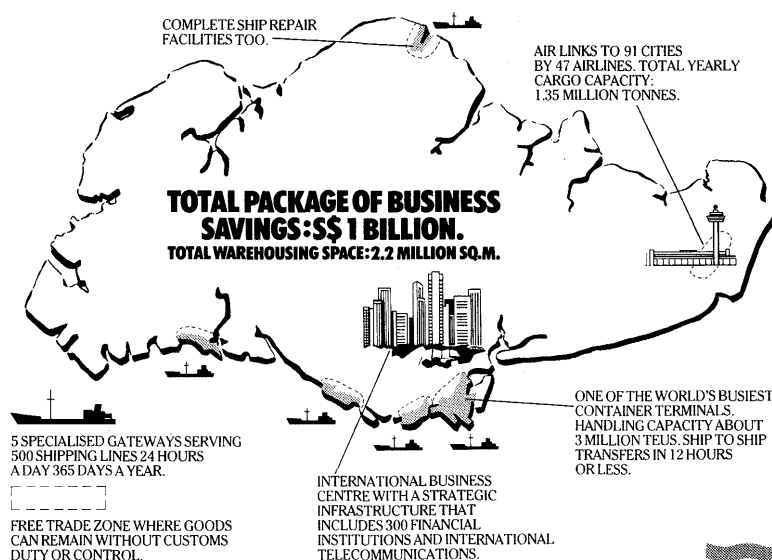 COMPLETE SHIP REPAIR
FACILITIES TOO.
AIR LINKS TO 91 CITIES
BY 47 AIRLINES. TOTAL YEARLY
CARGO CAPACITY:
1.35 MILLION TONNES.
TOTAL PACKAGE OF BUSINESS
SAVINGS:S$ 1 BILLION.
TOTAL WAREHOUSING SPACE:2.2 MILLION SQ.M.
5 SPECIALISED GATEWAYS SERVING
500 SHIPPING LINES 24 HOURS
A DAY 365 DAYS A YEAR.
FREE TRADE ZONE WHERE GOODS
CAN REMAIN WITHOUT CUSTOMS
DUTY OR CONTROL.
INTERNATIONAL BUSINESS
CENTRE WITH A STRATEGIC
INFRASTRUCTURE THAT
INCLUDES 300 FINANCIAL
INSTITUTIONS AND INTERNATIONAL
TELECOMMUNICATIONS.
ONE OF THE WORLD'S BUSIEST
CONTAINER TERMINALS.
HANDLING CAPACITY ABOUT
3 MILLION TEUS. SHIP TO SHIP
TRANSFERS IN 12 HOURS
OR LESS.